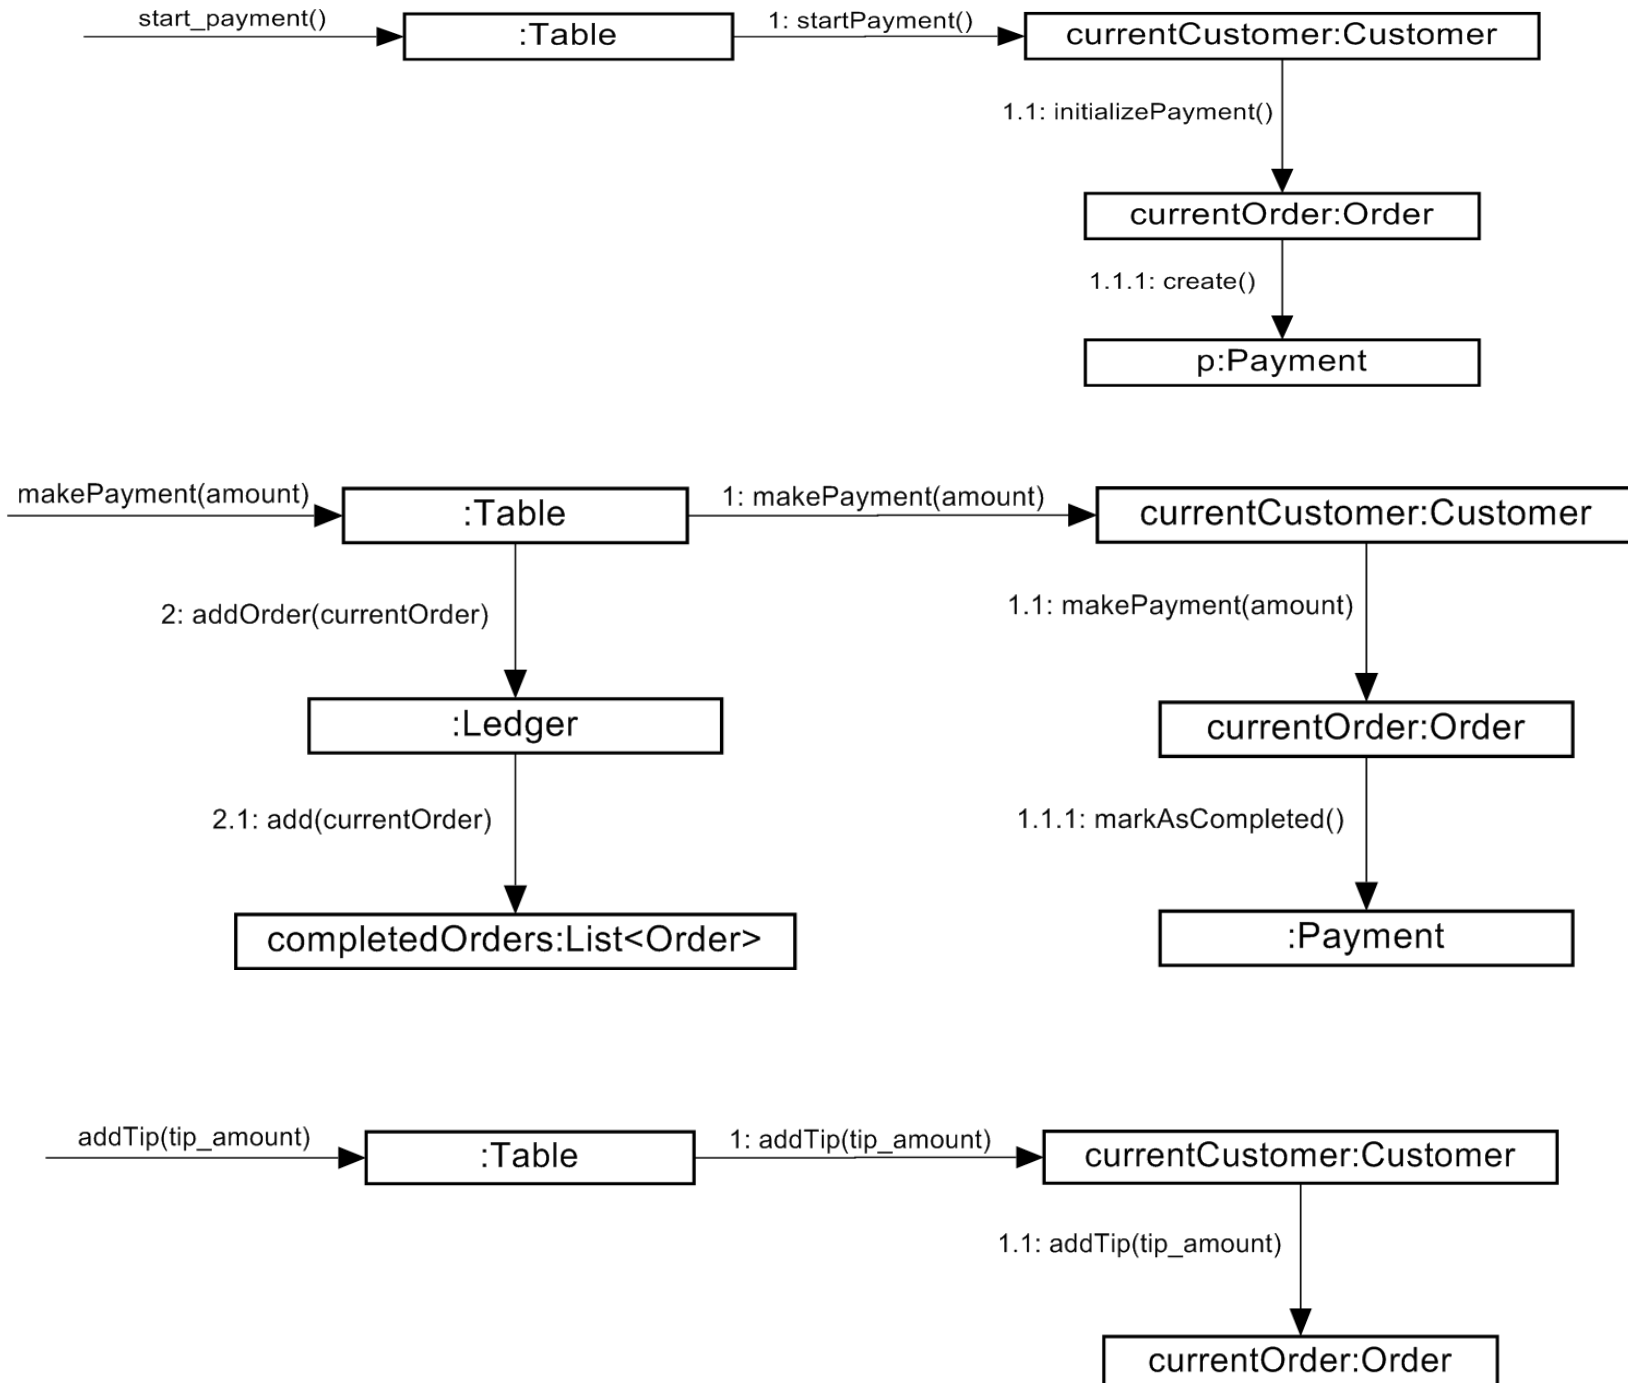 start_payment()
:Table
1: startPayment()
currentCustomer:Customer
1.1: initializePayment()
currentOrder:Order
1.1.1: create()
p:Payment
makePayment(amount)
:Table
1: makePayment(amount)
currentCustomer:Customer
2: addOrder(currentOrder)
1.1: makePayment(amount)
:Ledger
currentOrder:Order
2.1: add(currentOrder)
1.1.1: markAsCompleted()
completedOrders:List<Order>
:Payment
addTip(tip_amount)
:Table
1: addTip(tip_amount)
currentCustomer:Customer
1.1: addTip(tip_amount)
currentOrder:Order